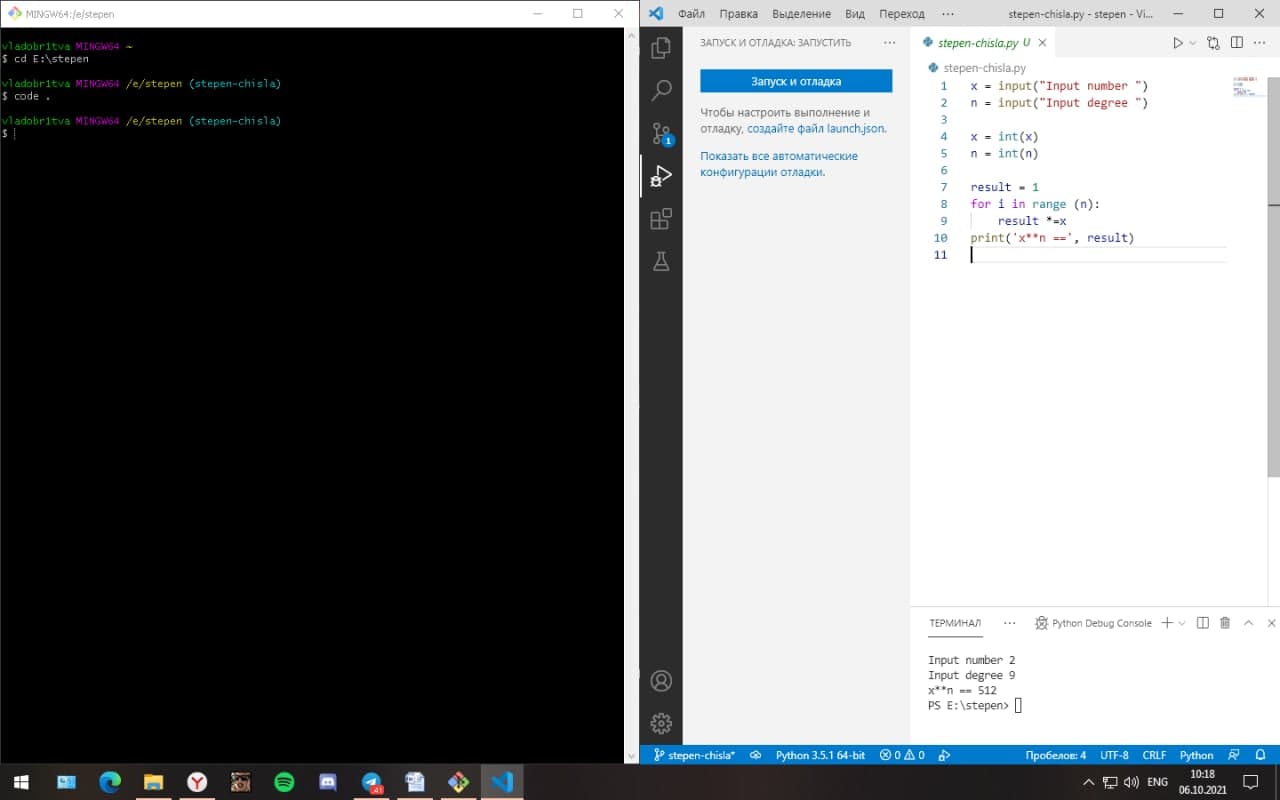 MINGW64:/e/stepen
vladobr1tva MINGW64 ~
$ cd E:\stepen
vladobr1tva MINGW64 /e/stepen (stepen-chisla)
$ code .
vladobr1tva MINGW64 /e/stepen (stepen-chisla)
$
Файл Правка Выделение Вид Переход ··· stepen-chisla.py - stepen - Vi...
ЗАПУСК И ОТЛАДКА: ЗАПУСТИТЬ ···
Запуск и отладка
Чтобы настроить выполнение и
отладку, создайте файл launch.json.
Показать все автоматические
конфигурации отладки.
1
stepen-chisla.py U
stepen-chisla.py
1 x = input("Input number ")
2 n = input("Input degree ")
3
4 x = int(x)
5 n = int(n)
6
7 result = 1
8 for i in range (n):
9 result *=x
10 print('x**n ==', result)
11
ТЕРМИНАЛ ··· Python Debug Console
Input number 2
Input degree 9
x**n == 512
PS E:\stepen>
stepen-chisla* Python 3.5.1 64-bit 0 0 Пробелов: 4 UTF-8 CRLF Python
41 ENG 10:18
06.10.2021